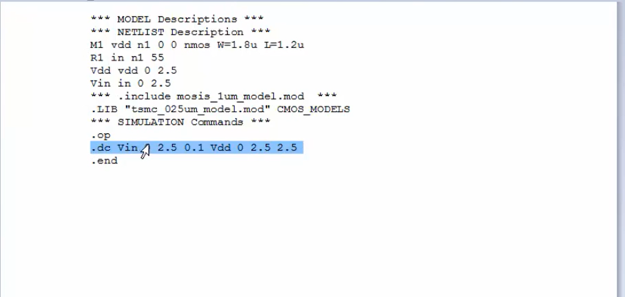 *** MODEL Descriptions ***
*** NETLIST Description ***
M1 vdd n1 0 0 nmos W=1.8u L=1.2u
R1 in n1 55
Vdd vdd 0 2.5
Vin in 0 2.5
*** .include mosis_1um_model.mod ***
.LIB "tsmc_025um_model.mod" CMOS_MODELS
*** SIMULATION Commands ***
.op
.dc Vin 2.5 0.1 Vdd 0 2.5 2.5
.end